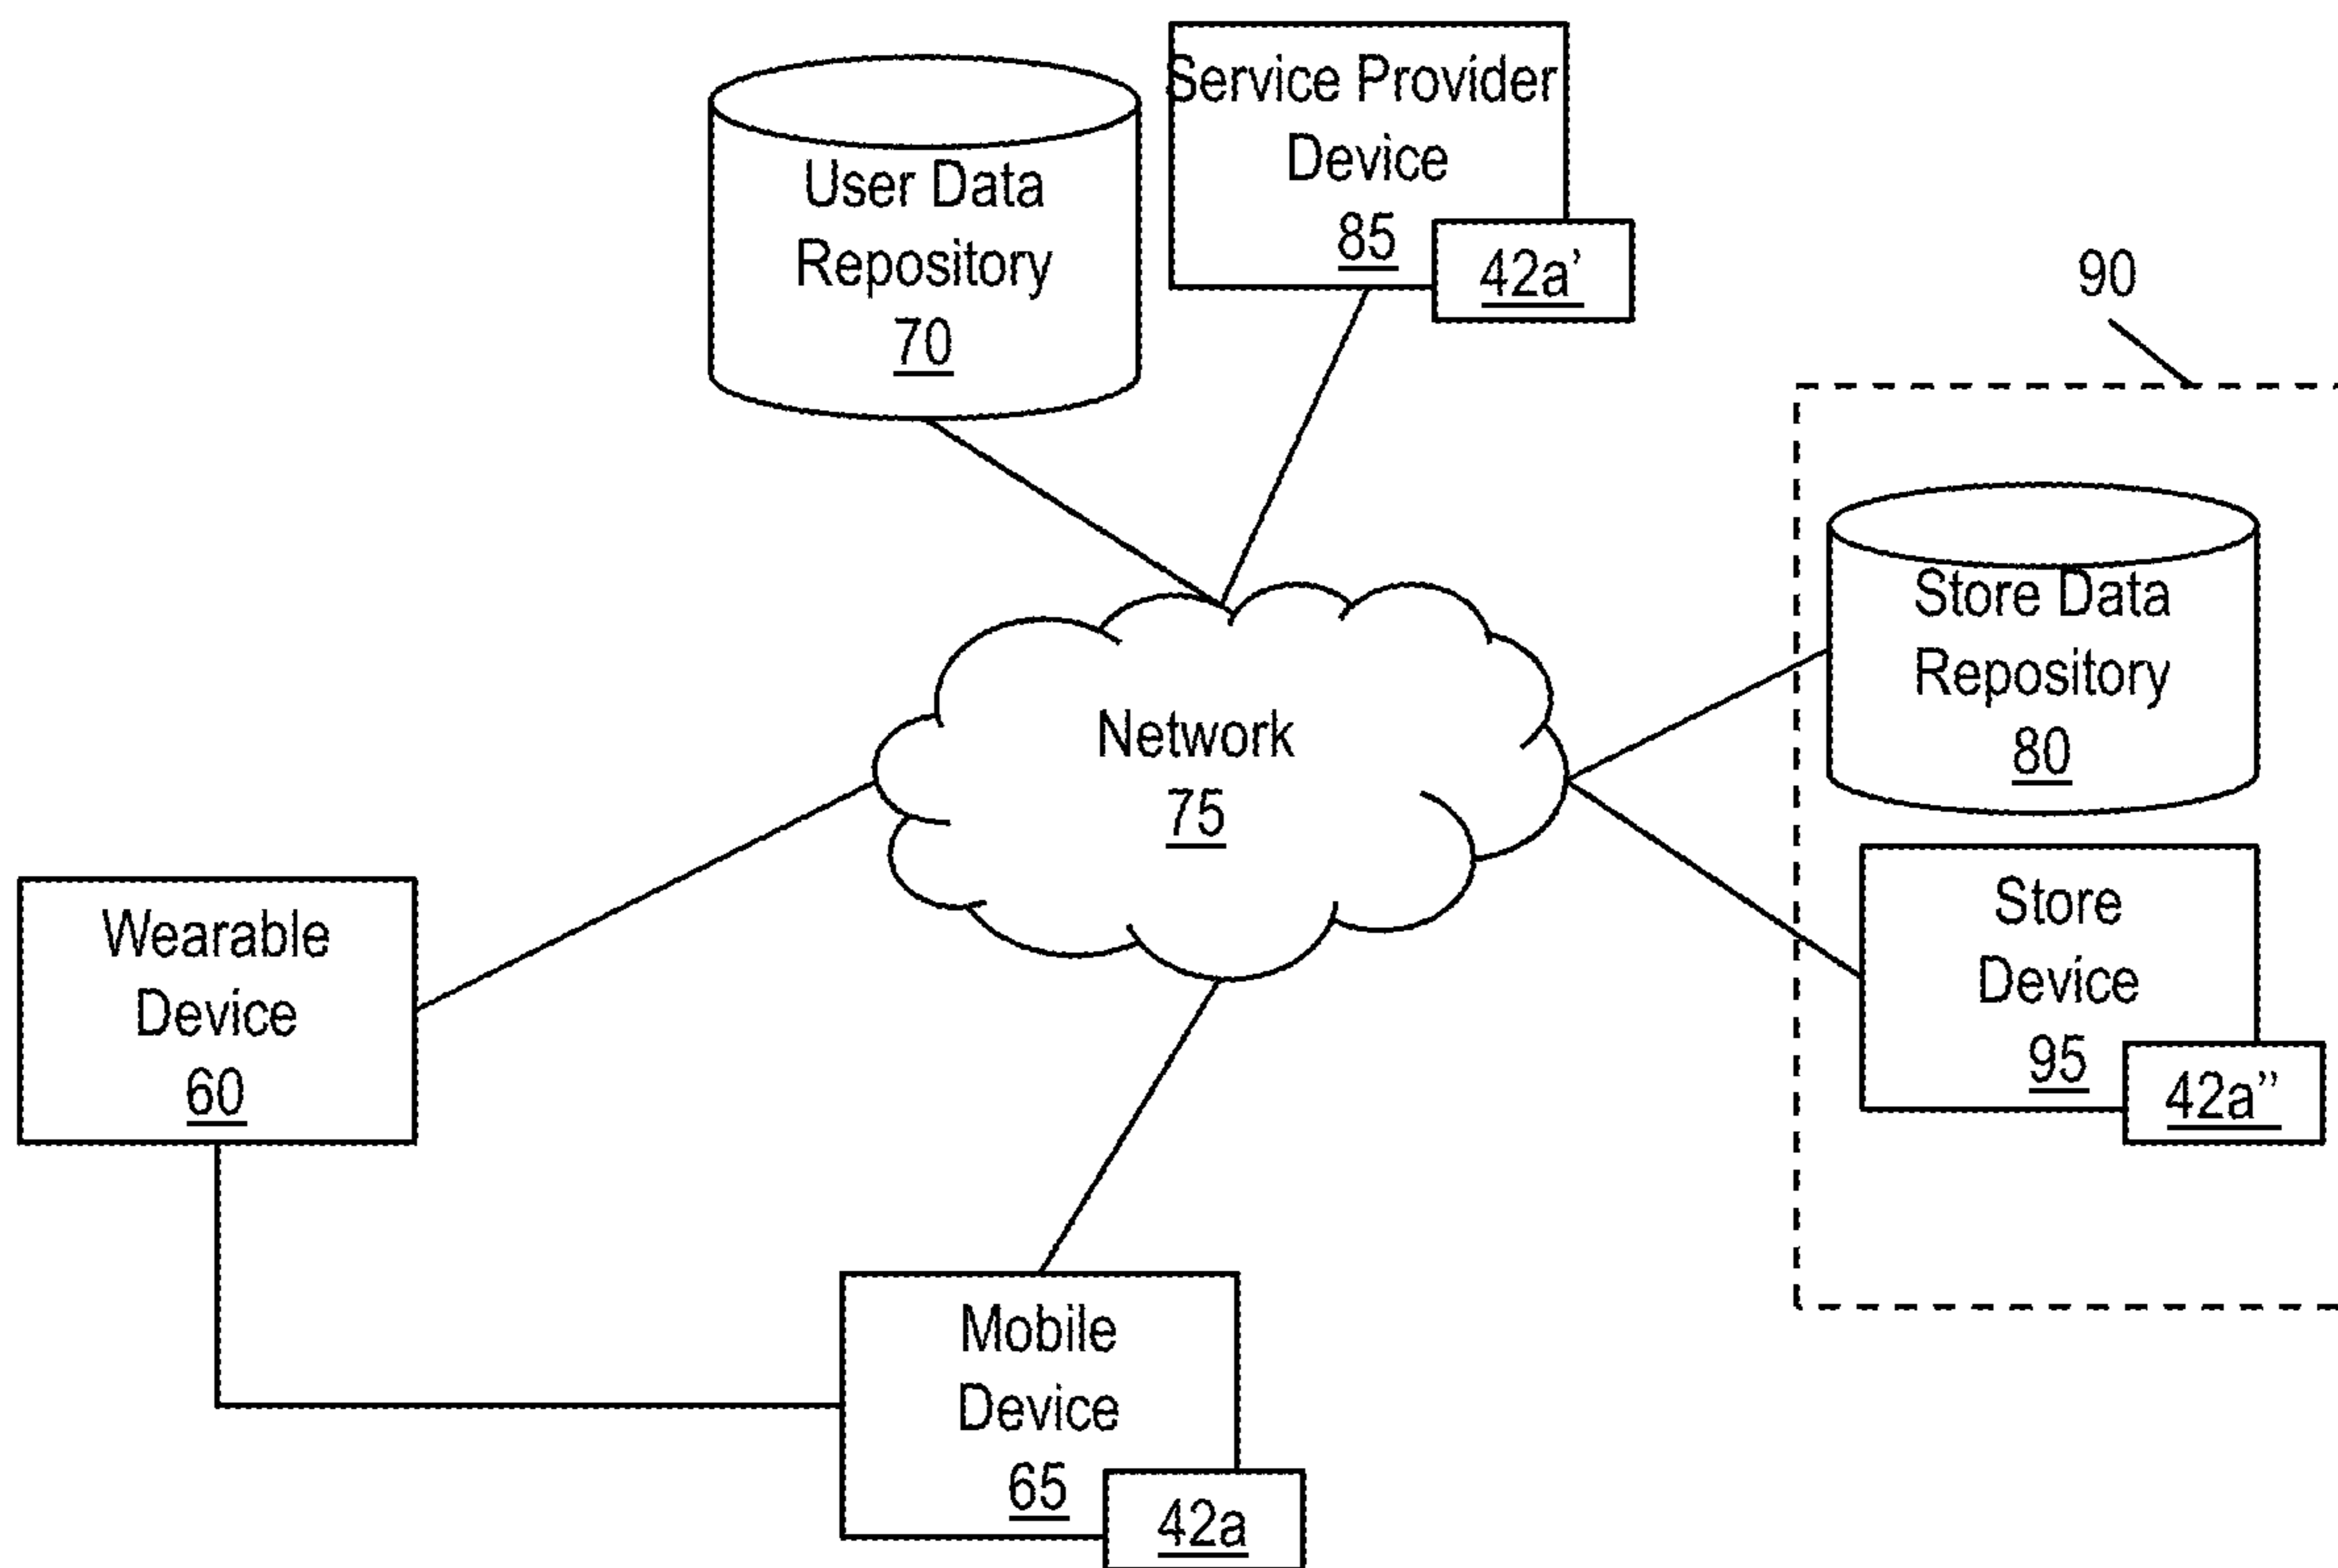 Service Provider
Device
85
42a’
User Data
Repository
70
90
Store Data
Repository
80
Network
75
Store
Device
95
42a’’
Wearable
Device
60
Mobile
Device
65
42a